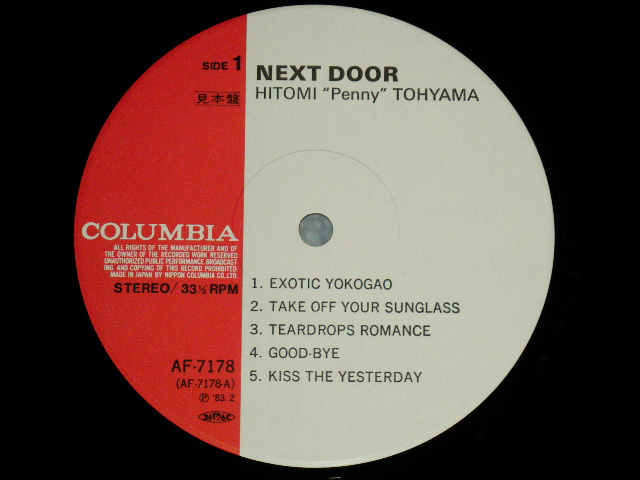 SIDE 1
見本盤
NEXT DOOR
HITOMI “Penny” TOHYAMA
COLUMBIA
ALL RIGHTS OF THE MANUFACTURER AND OF
THE OWNER OF THE RECORDED WORK RESERVED.
UNAUTHORIZED PUBLIC PERFORMANCE, BROADCAST-
ING AND COPYING OF THIS RECORD PROHIBITED.
MADE IN JAPAN BY NIPPON COLUMBIA CO., LTD.
STEREO/ 33⅓ RPM
1. EXOTIC YOKOGAO
2. TAKE OFF YOUR SUNGLASS
3. TEARDROPS ROMANCE
4. GOOD-BYE
5. KISS THE YESTERDAY
AF-7178
(AF-7178-A)
Ⓟ '83. 2